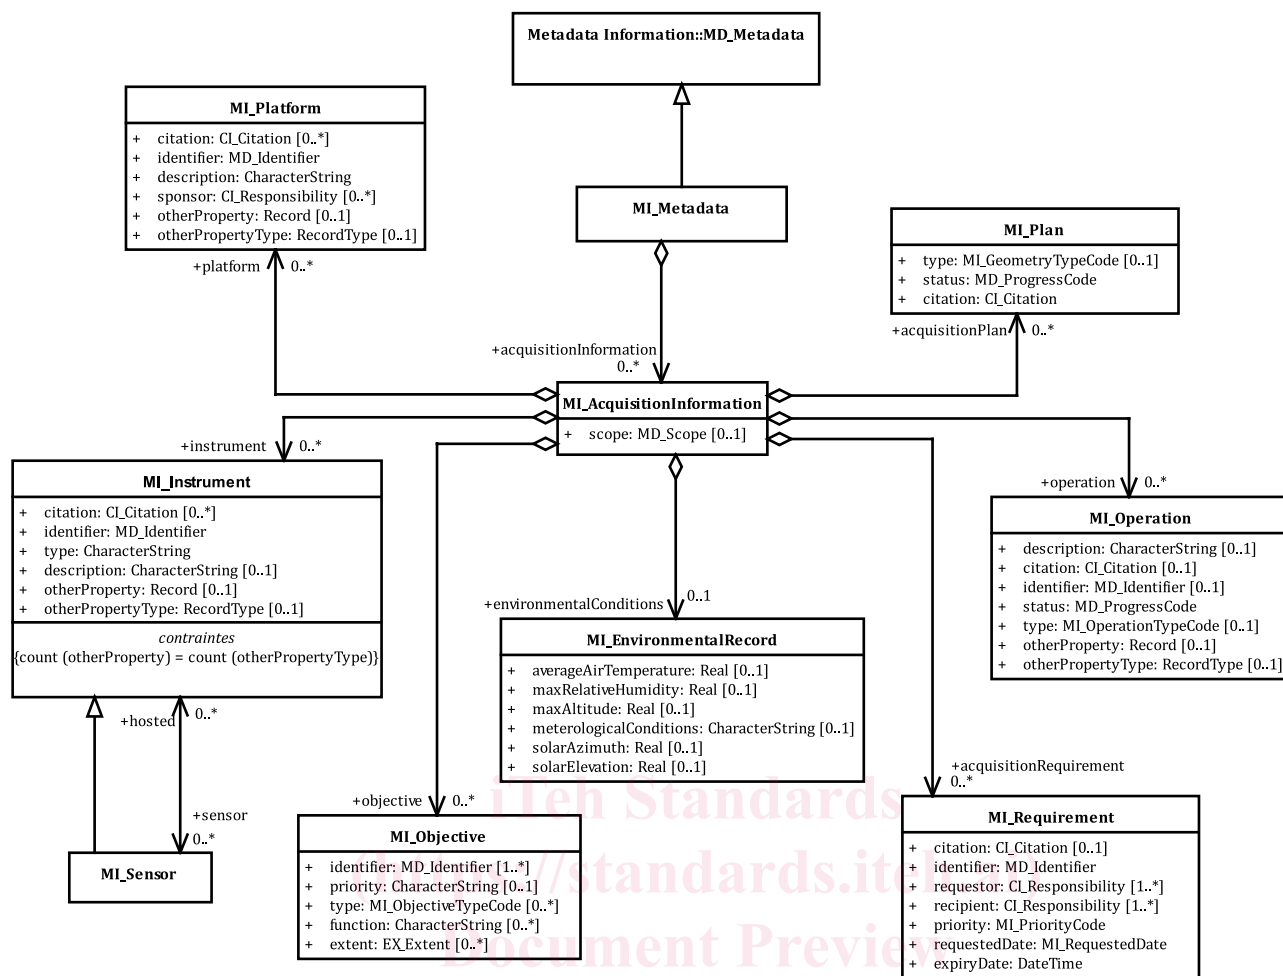 Metadata Information::MD_Metadata
MI_Platform
+ citation: CI_Citation [0..*]
+ identifier: MD_Identifier
+ description: CharacterString
+ sponsor: CI_Responsibility [0..*]
+ otherProperty: Record [0..1]
+ otherPropertyType: RecordType [0..1]
MI_Metadata
MI_Plan
+ type: MI_GeometryTypeCode [0..1]
+ status: MD_ProgressCode
+ citation: CI_Citation
+platform 0..*
+acquisitionPlan 0..*
+acquisitionInformation
0..*
MI_AcquisitionInformation
+ scope: MD_Scope [0..1]
+instrument 0..*
MI_Instrument
+ citation: CI_Citation [0..*]
+ identifier: MD_Identifier
+ type: CharacterString
+ description: CharacterString [0..1]
+ otherProperty: Record [0..1]
+ otherPropertyType: RecordType [0..1]
contraintes
{count (otherProperty) = count (otherPropertyType)}
+operation 0..*
MI_Operation
+ description: CharacterString [0..1]
+ citation: CI_Citation [0..1]
+ identifier: MD_Identifier [0..1]
+ status: MD_ProgressCode
+ type: MI_OperationTypeCode [0..1]
+ otherProperty: Record [0..1]
+ otherPropertyType: RecordType [0..1]
+environmentalConditions 0..1
MI_EnvironmentalRecord
+ averageAirTemperature: Real [0..1]
+ maxRelativeHumidity: Real [0..1]
+ maxAltitude: Real [0..1]
+ meterologicalConditions: CharacterString [0..1]
+ solarAzimuth: Real [0..1]
+ solarElevation: Real [0..1]
+hosted 0..*
+sensor
0..*
MI_Sensor
+objective 0..*
MI_Objective
+ identifier: MD_Identifier [1..*]
+ priority: CharacterString [0..1]
+ type: MI_ObjectiveTypeCode [0..*]
+ function: CharacterString [0..*]
+ extent: EX_Extent [0..*]
+acquisitionRequirement
0..*
MI_Requirement
+ citation: CI_Citation [0..1]
+ identifier: MD_Identifier
+ requestor: CI_Responsibility [1..*]
+ recipient: CI_Responsibility [1..*]
+ priority: MI_PriorityCode
+ requestedDate: MI_RequestedDate
+ expiryDate: DateTime
iTeh Standards
(https://standards.iteh.ai)
Document Preview